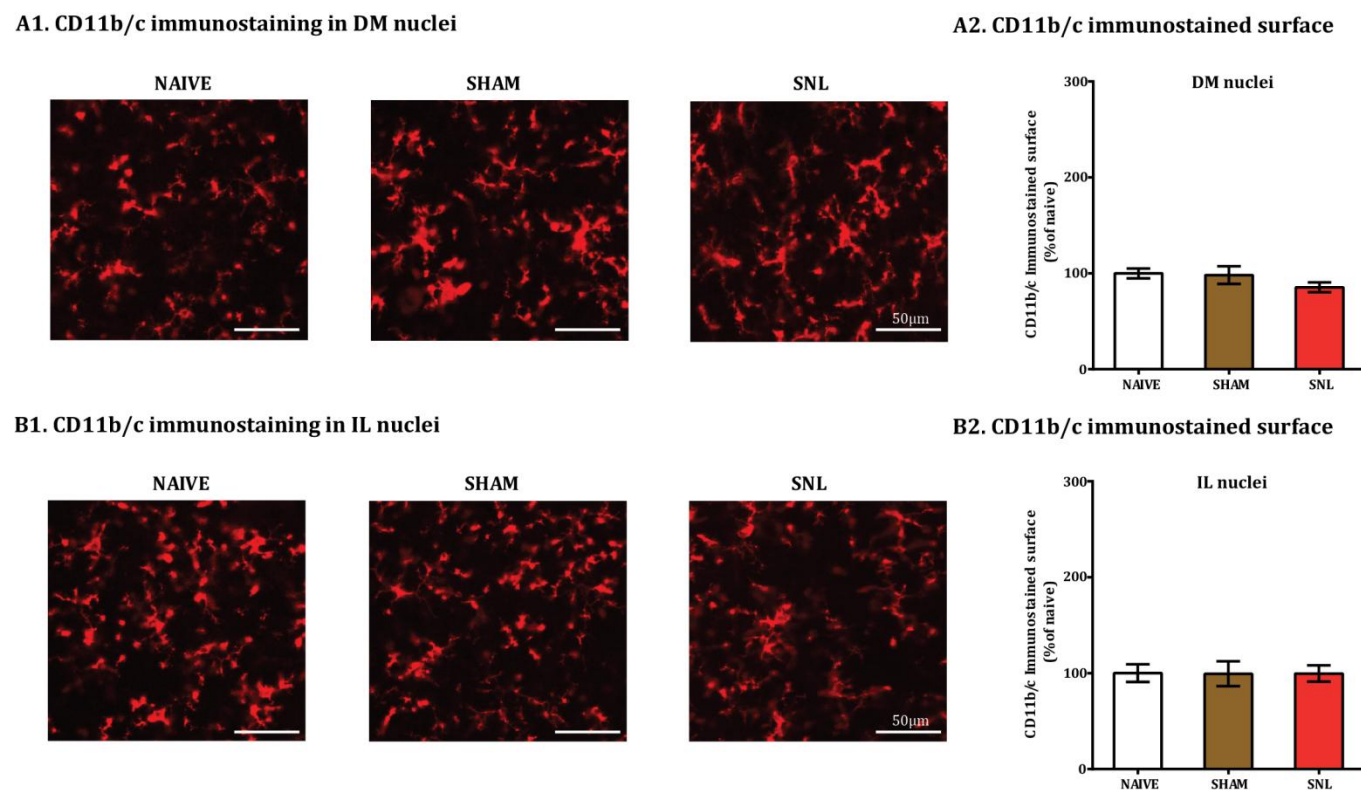 A1. CD11b/c immunostaining in DM nuclei
NAIVE
SHAM
SNL
50µm
A2. CD11b/c immunostained surface
DM nuclei
CD11b/c Immunostained surface
(% of naive)
300
200
100
0
NAIVE
SHAM
SNL
B1. CD11b/c immunostaining in IL nuclei
NAIVE
SHAM
SNL
50µm
B2. CD11b/c immunostained surface
IL nuclei
CD11b/c Immunostained surface
(% of naive)
300
200
100
0
NAIVE
SHAM
SNL